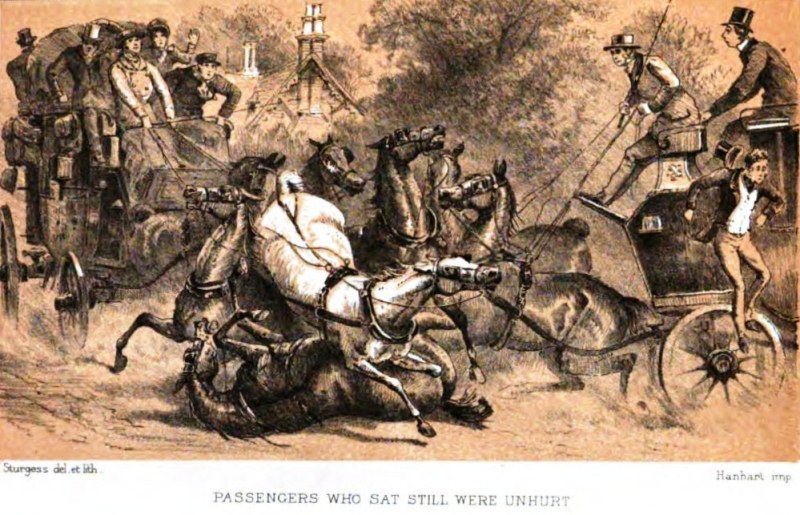 Sturgess del. et lith.
Hanhart imp.
PASSENGERS WHO SAT STILL WERE UNHURT